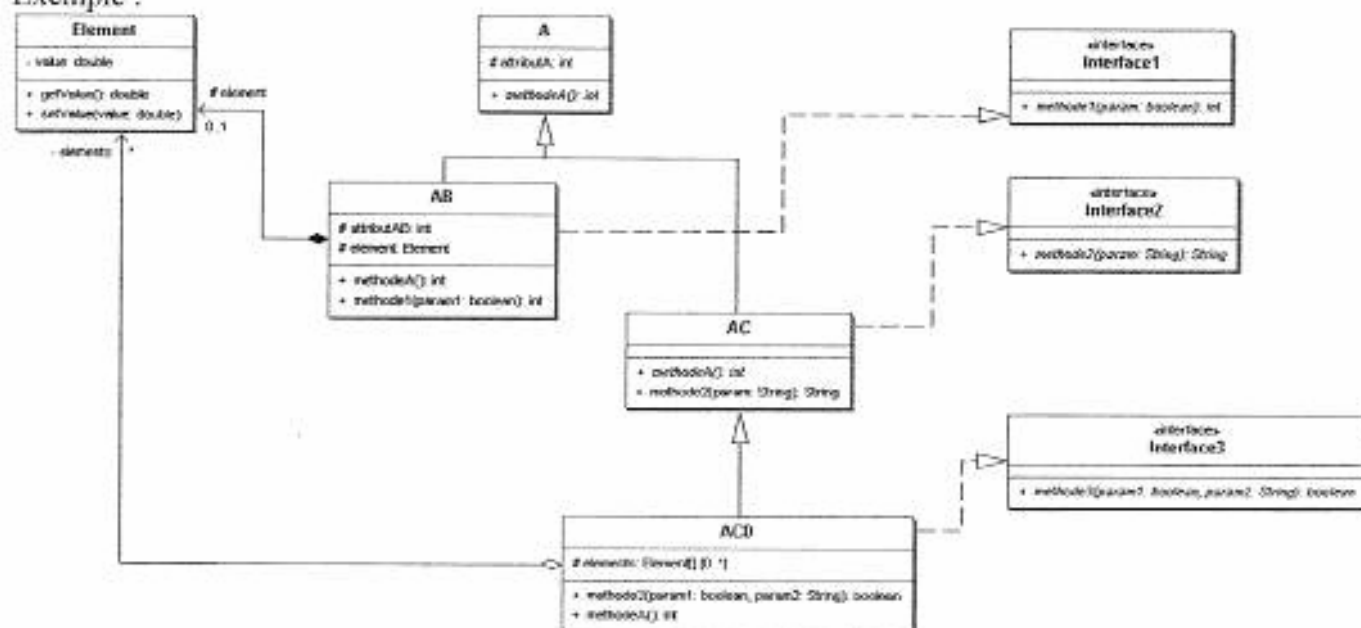 Exemple :
Element
- value: double
+ getValue(): double
+ setValue(value: double)
# element
0..1
- elements *
A
# attributA: int
+ methodeA(): int
AB
# attributAB: int
# element: Element
+ methodeA(): int
+ methode1(param1: boolean): int
AC
+ methodeA(): int
+ methode2(param: String): String
ACD
# elements: Element[] [0..*]
+ methode3(param1: boolean, param2: String): boolean
+ methodeA(): int
«interface»
Interface1
+ methode1(param: boolean): int
«interface»
Interface2
+ methode2(param: String): String
«interface»
Interface3
+ methode3(param1: Boolean, param2: String): boolean